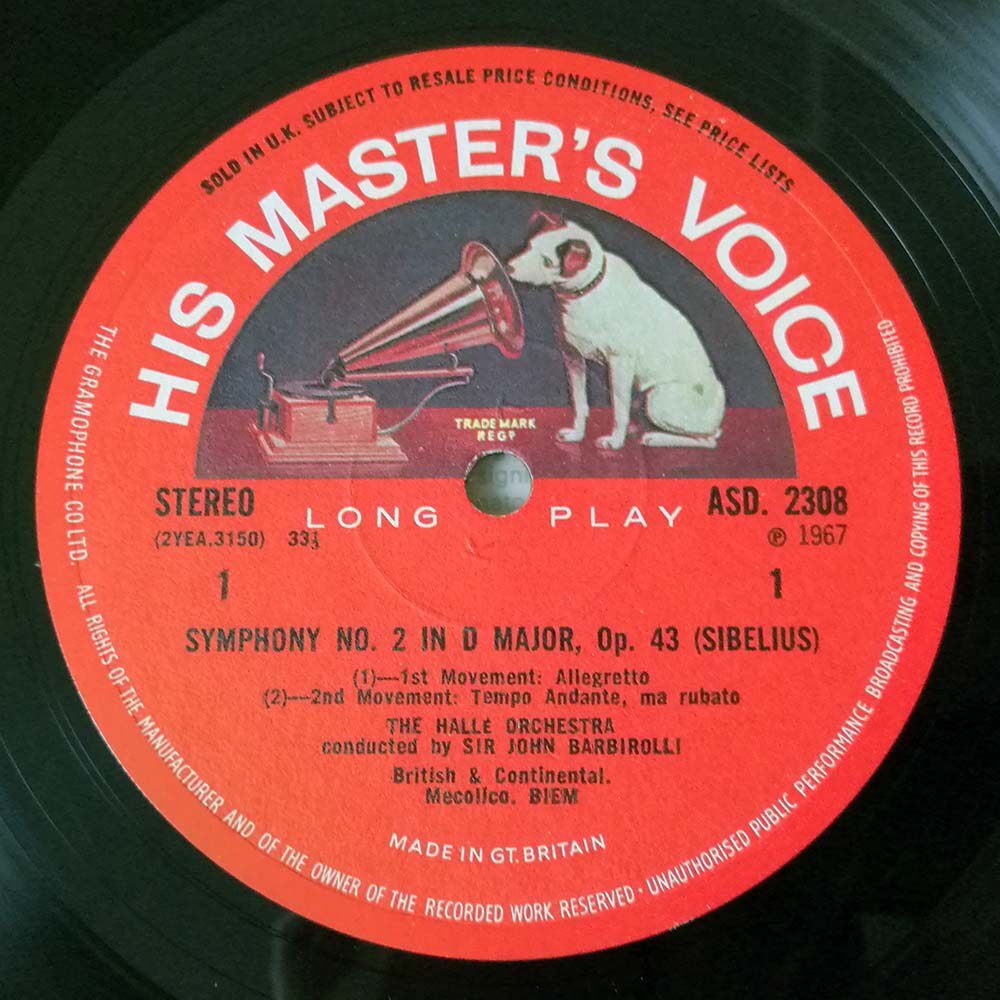 SOLD IN U.K. SUBJECT TO RESALE PRICE CONDITIONS, SEE PRICE LISTS
HIS MASTER'S VOICE
TRADE MARK
REGD
STEREO
LONG PLAY
ASD. 2308
(2YEA.3150) 33⅓
℗ 1967
1
1
SYMPHONY NO. 2 IN D MAJOR, Op. 43 (SIBELIUS)
(1)—1st Movement: Allegretto
(2)—2nd Movement: Tempo Andante, ma rubato
THE HALLÉ ORCHESTRA
conducted by SIR JOHN BARBIROLLI
British & Continental.
Mecolico. BIEM
MADE IN GT. BRITAIN
THE GRAMOPHONE CO LTD. ALL RIGHTS OF THE MANUFACTURER AND OF THE OWNER OF THE RECORDED WORK RESERVED · UNAUTHORISED PUBLIC PERFORMANCE BROADCASTING AND COPYING OF THIS RECORD PROHIBITED